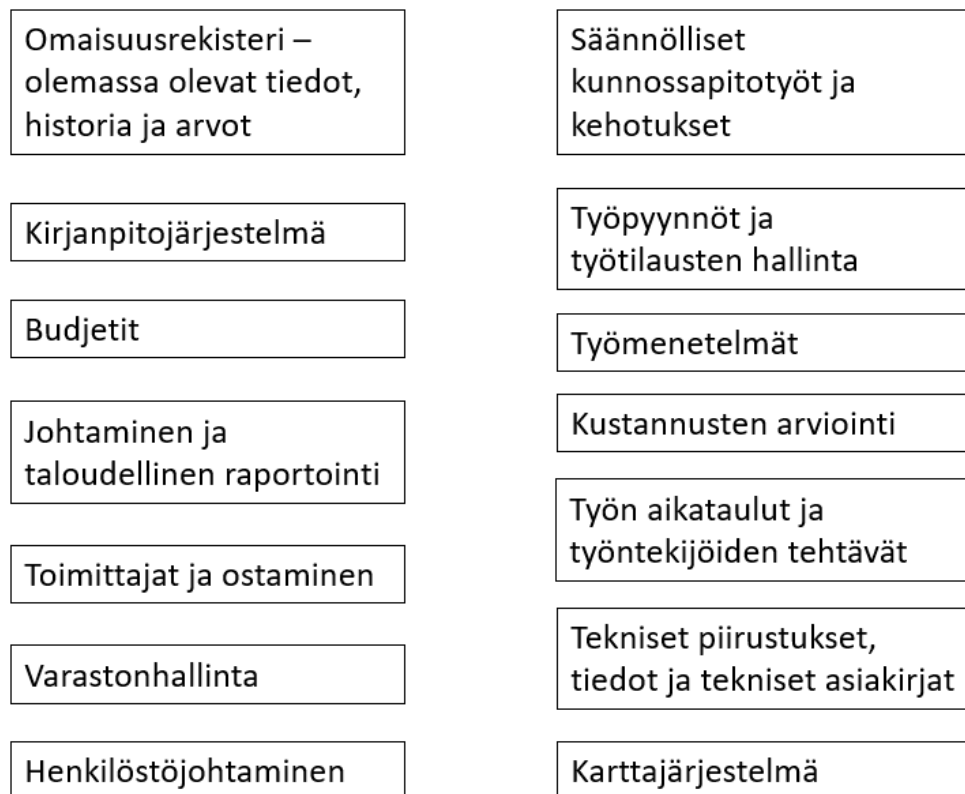 Omaisuusrekisteri –
olemassa olevat tiedot,
historia ja arvot
Kirjanpitojärjestelmä
Budjetit
Johtaminen ja
taloudellinen raportointi
Toimittajat ja ostaminen
Varastonhallinta
Henkilöstöjohtaminen
Säännölliset
kunnossapitotyöt ja
kehotukset
Työpyynnöt ja
työtilausten hallinta
Työmenetelmät
Kustannusten arviointi
Työn aikataulut ja
työntekijöiden tehtävät
Tekniset piirustukset,
tiedot ja tekniset asiakirjat
Karttajärjestelmä